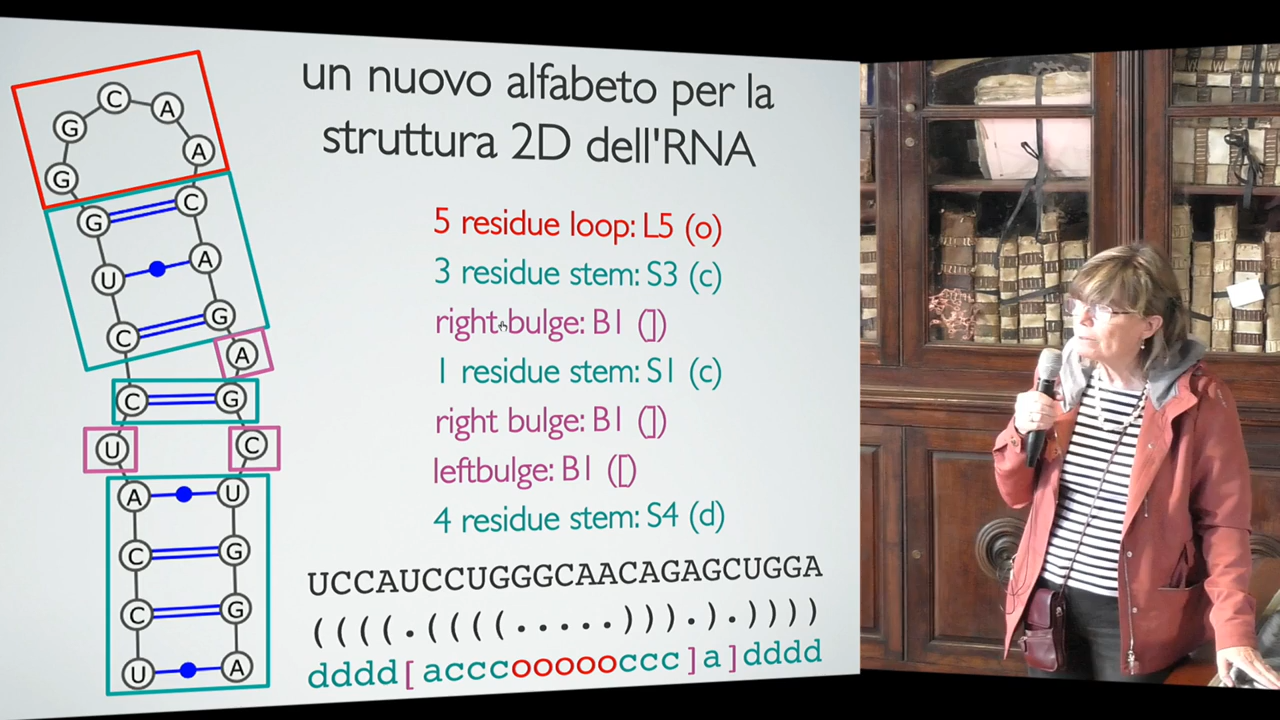 un nuovo alfabeto per la
struttura 2D dell'RNA
C A
G A
G
G C
U A
C G
A
C G
U C
A U
C G
C G
U A
5 residue loop: L5 (o)
3 residue stem: S3 (c)
right bulge: B1 (])
1 residue stem: S1 (c)
right bulge: B1 (])
leftbulge: B1 ([)
4 residue stem: S4 (d)
UCCAUCCUGGGCAACAGAGCUGGA
((((.((((.....))).).))))
dddd[acccooooocccc]a]dddd